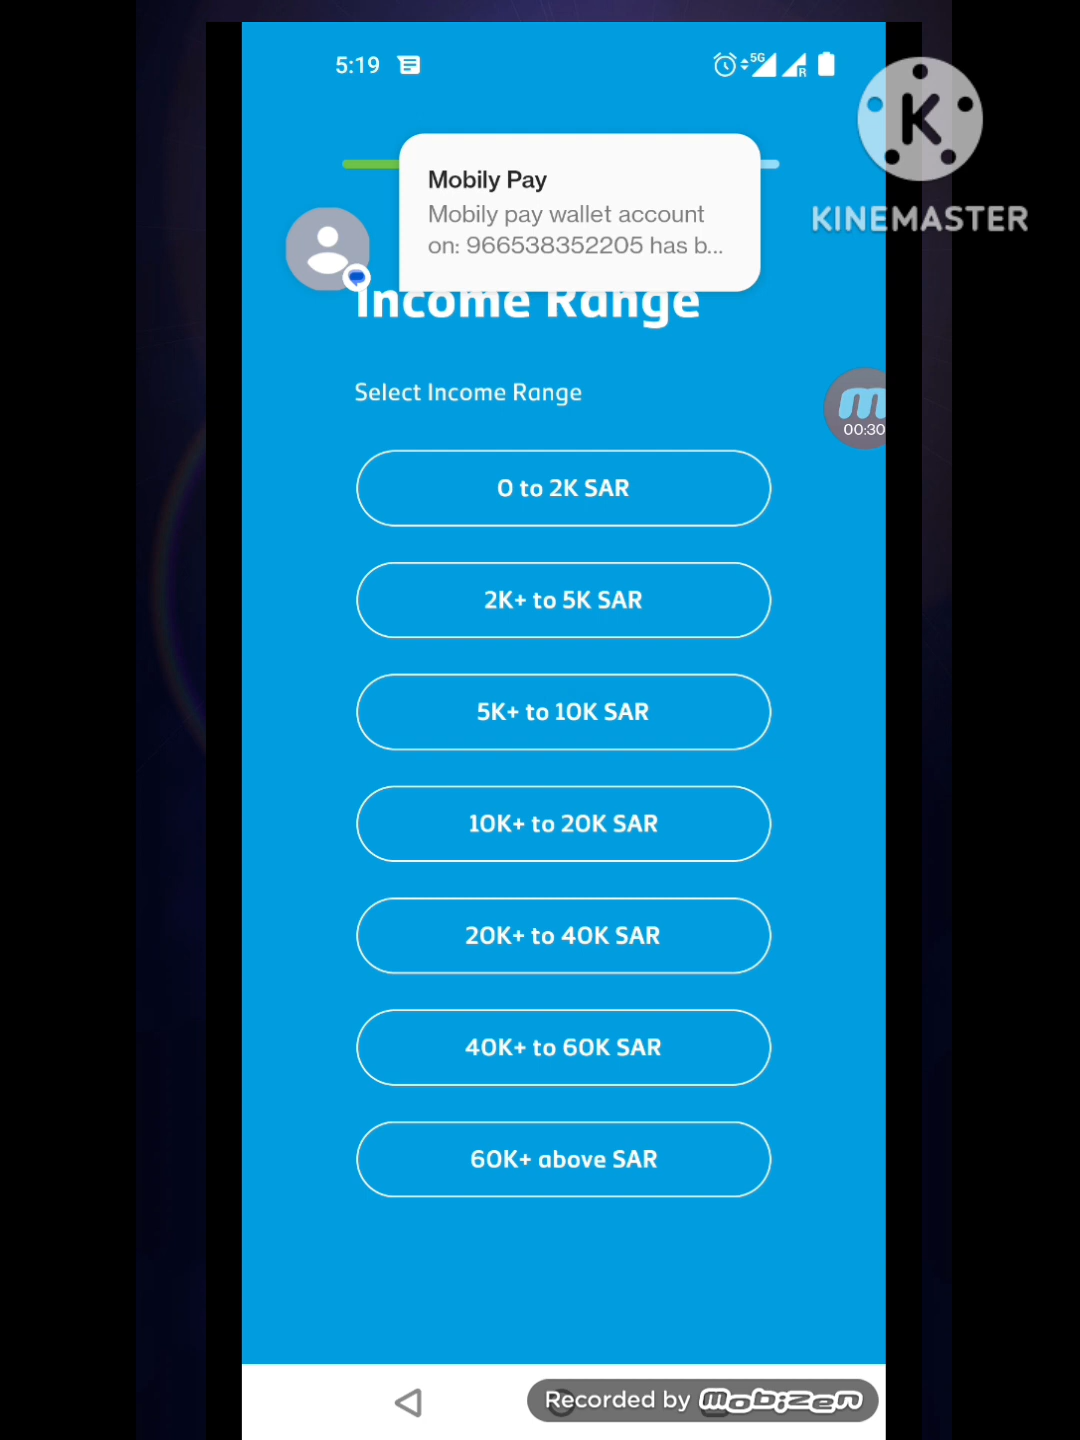 5:19
5G
R
K
KINEMASTER
Mobily Pay
Mobily pay wallet account
on: 966538352205 has b...
Income Range
Select Income Range
m
00:30
0 to 2K SAR
2K+ to 5K SAR
5K+ to 10K SAR
10K+ to 20K SAR
20K+ to 40K SAR
40K+ to 60K SAR
60K+ above SAR
Recorded by mobizen